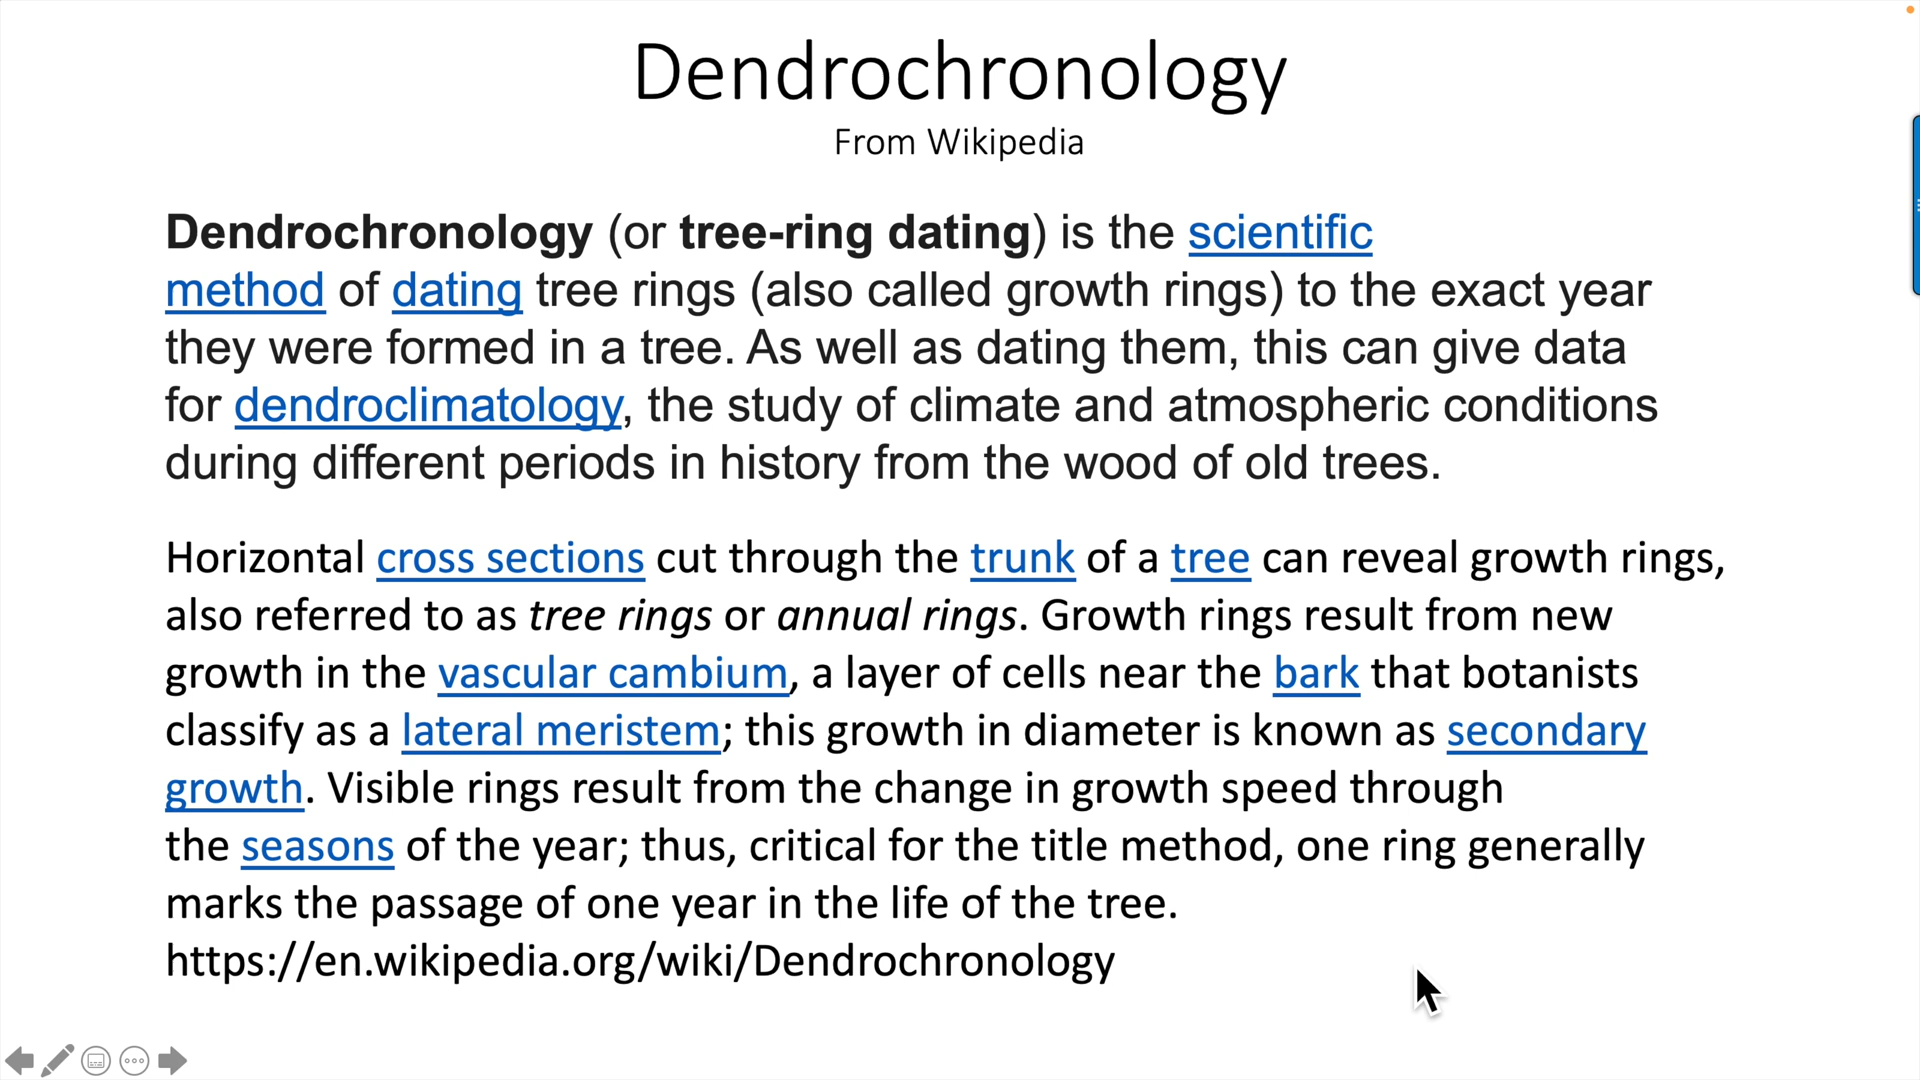 Dendrochronology
From Wikipedia
Dendrochronology (or tree-ring dating) is the scientific
method of dating tree rings (also called growth rings) to the exact year
they were formed in a tree. As well as dating them, this can give data
for dendroclimatology, the study of climate and atmospheric conditions
during different periods in history from the wood of old trees.
Horizontal cross sections cut through the trunk of a tree can reveal growth rings,
also referred to as tree rings or annual rings. Growth rings result from new
growth in the vascular cambium, a layer of cells near the bark that botanists
classify as a lateral meristem; this growth in diameter is known as secondary
growth. Visible rings result from the change in growth speed through
the seasons of the year; thus, critical for the title method, one ring generally
marks the passage of one year in the life of the tree.
https://en.wikipedia.org/wiki/Dendrochronology